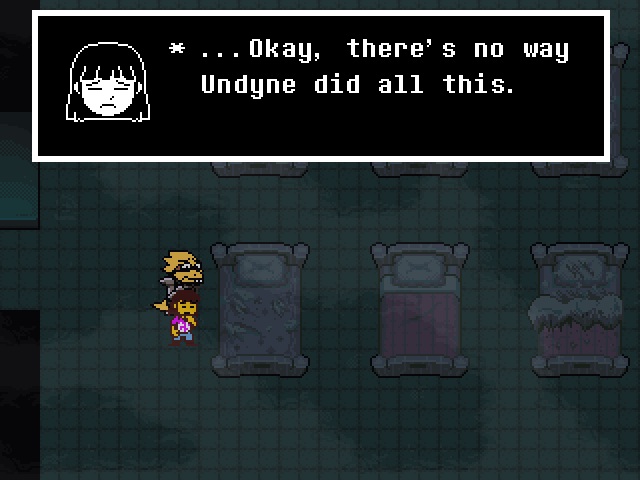 * ...Okay, there's no way
Undyne did all this.